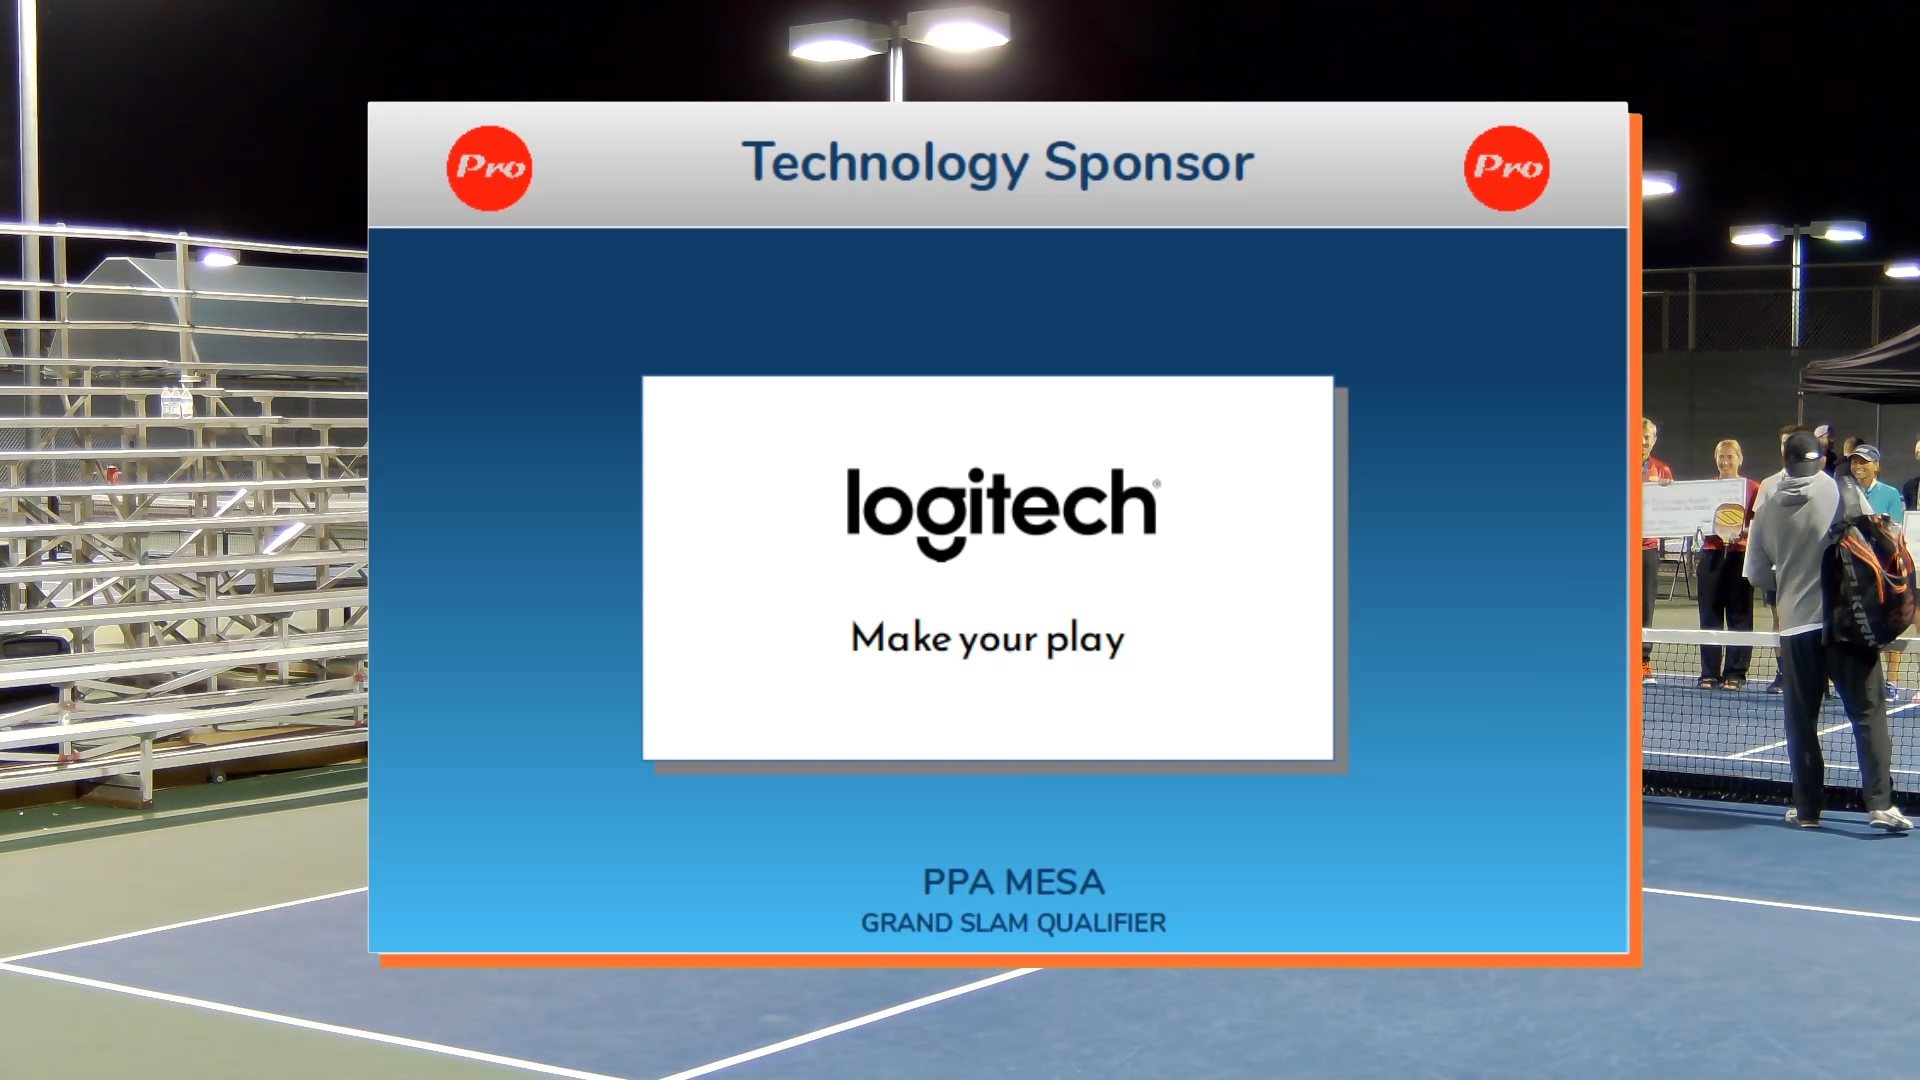 Pro
Technology Sponsor
Pro
logitech
Make your play
PPA MESA
GRAND SLAM QUALIFIER